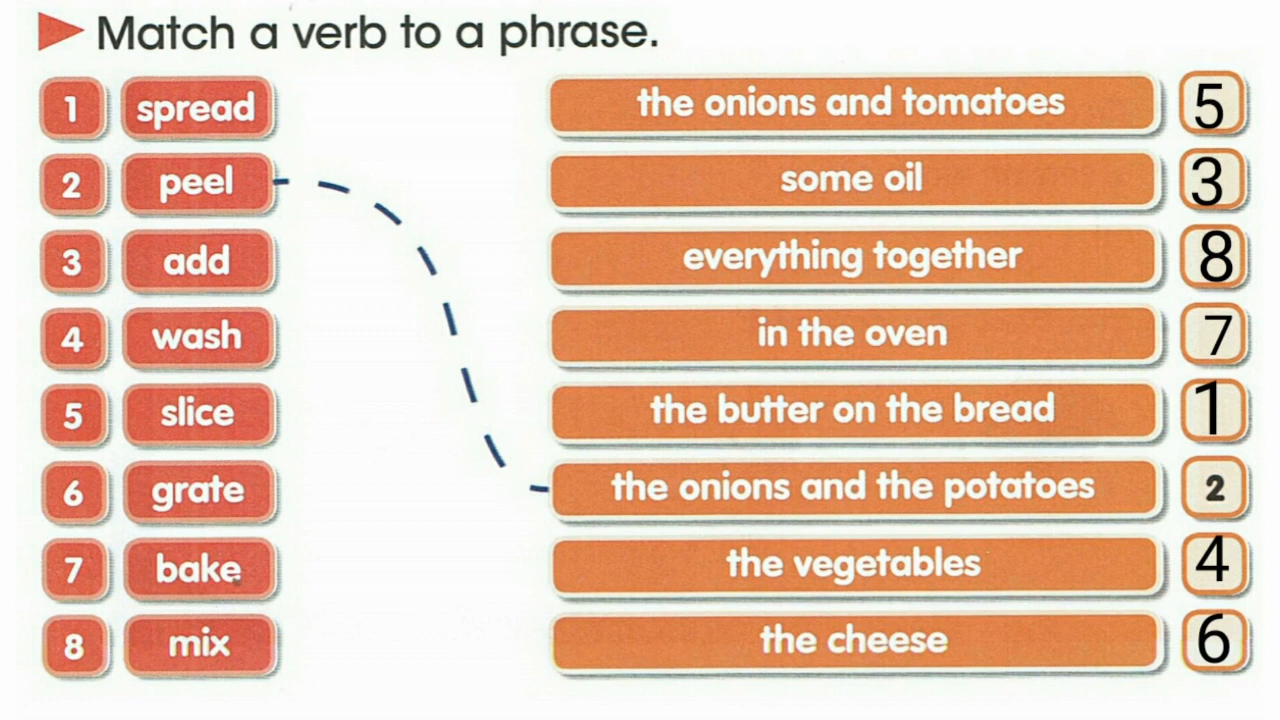 Match a verb to a phrase.
1 spread the onions and tomatoes 5
2 peel some oil 3
3 add everything together 8
4 wash in the oven 7
5 slice the butter on the bread 1
6 grate the onions and the potatoes 2
7 bake the vegetables 4
8 mix the cheese 6